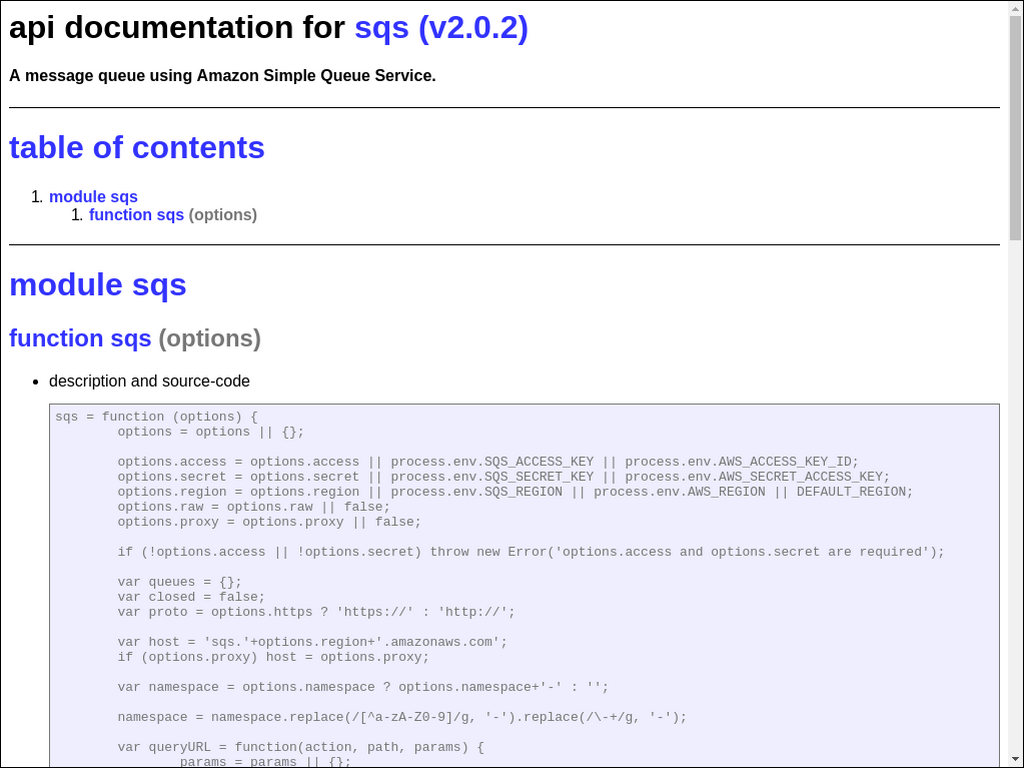 api documentation for sqs (v2.0.2)
A message queue using Amazon Simple Queue Service.
table of contents
1. module sqs
1. function sqs (options)
module sqs
function sqs (options)
• description and source-code
sqs = function (options) {
        options = options || {};

        options.access = options.access || process.env.SQS_ACCESS_KEY || process.env.AWS_ACCESS_KEY_ID;
        options.secret = options.secret || process.env.SQS_SECRET_KEY || process.env.AWS_SECRET_ACCESS_KEY;
        options.region = options.region || process.env.SQS_REGION || process.env.AWS_REGION || DEFAULT_REGION;
        options.raw = options.raw || false;
        options.proxy = options.proxy || false;

        if (!options.access || !options.secret) throw new Error('options.access and options.secret are required');

        var queues = {};
        var closed = false;
        var proto = options.https ? 'https://' : 'http://';

        var host = 'sqs.'+options.region+'.amazonaws.com';
        if (options.proxy) host = options.proxy;

        var namespace = options.namespace ? options.namespace+'-' : '';

        namespace = namespace.replace(/[^a-zA-Z0-9]/g, '-').replace(/\-+/g, '-');

        var queryURL = function(action, path, params) {
                params = params || {};